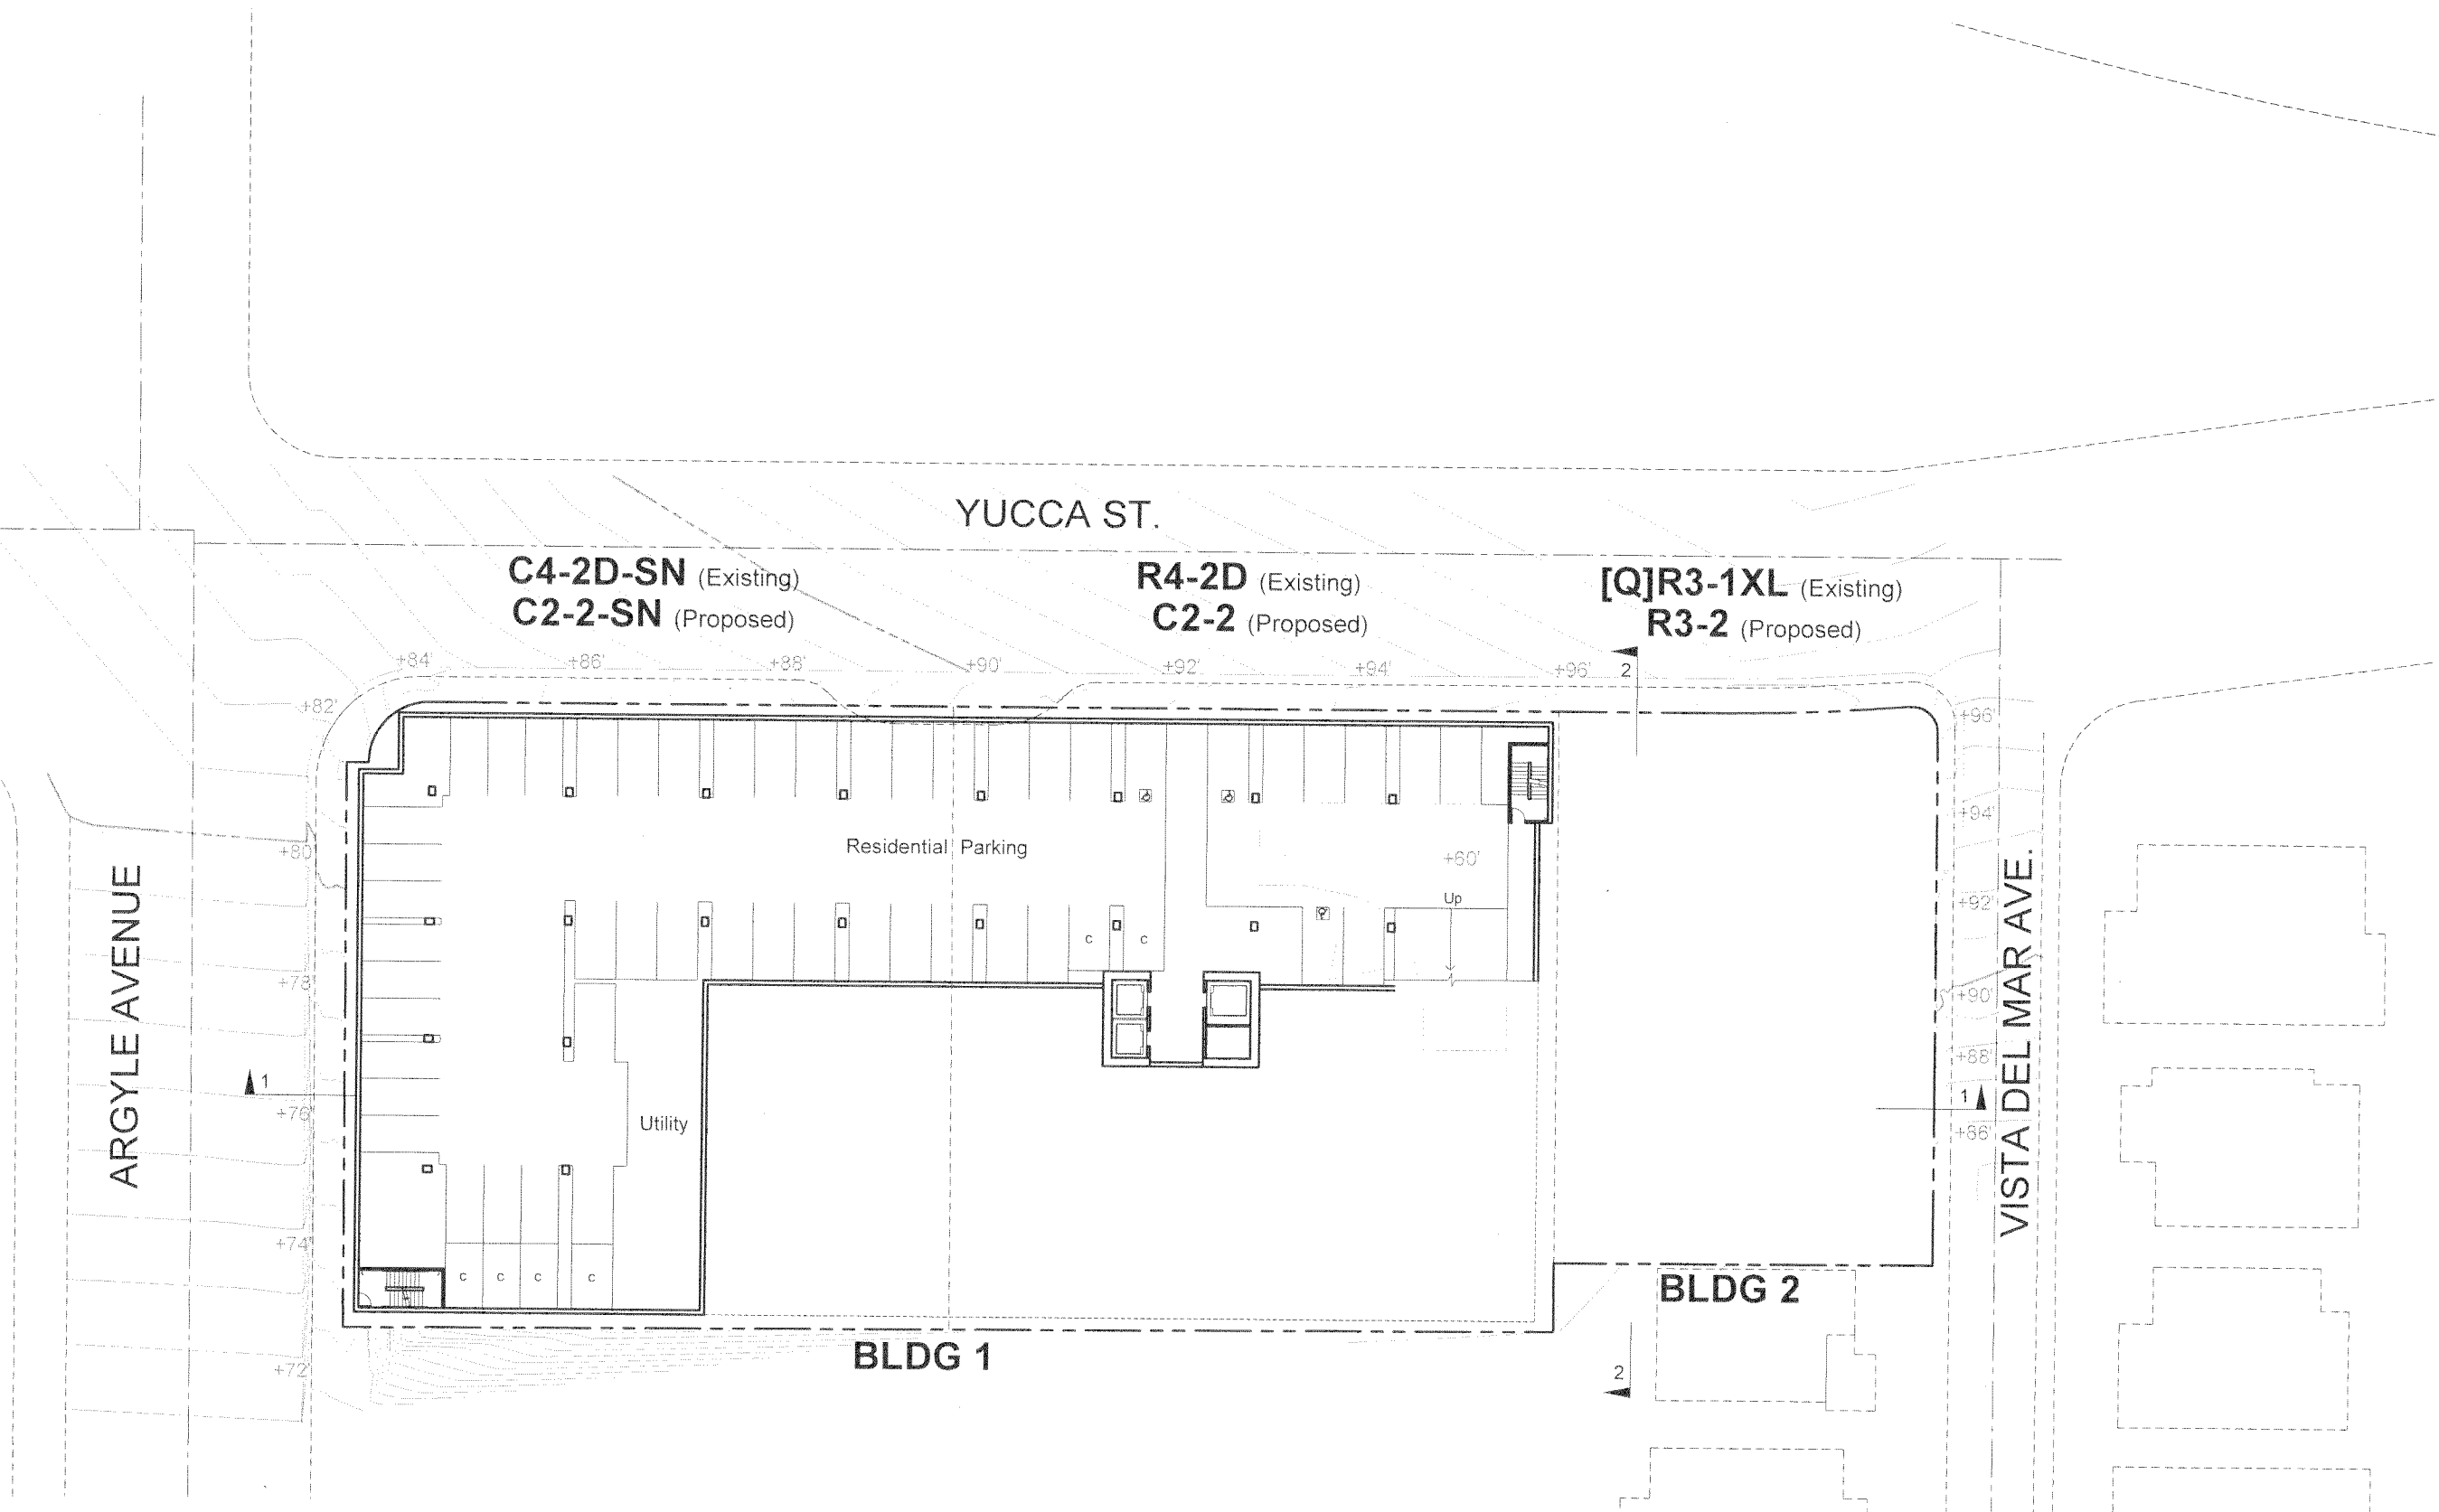 YUCCA ST.
C4-2D-SN (Existing)
C2-2-SN (Proposed)
R4-2D (Existing)
C2-2 (Proposed)
[Q]R3-1XL (Existing)
R3-2 (Proposed)
+84'
+86'
+88'
+90'
+92'
+94'
+96'
2
+82'
+96'
+94'
+92'
+90'
+88'
+86'
+80'
+78'
+76'
+74'
+72'
Residential Parking
+60'
Up
C
C
ARGYLE AVENUE
VISTA DEL MAR AVE.
1
1
Utility
C
C
C
C
BLDG 2
BLDG 1
2